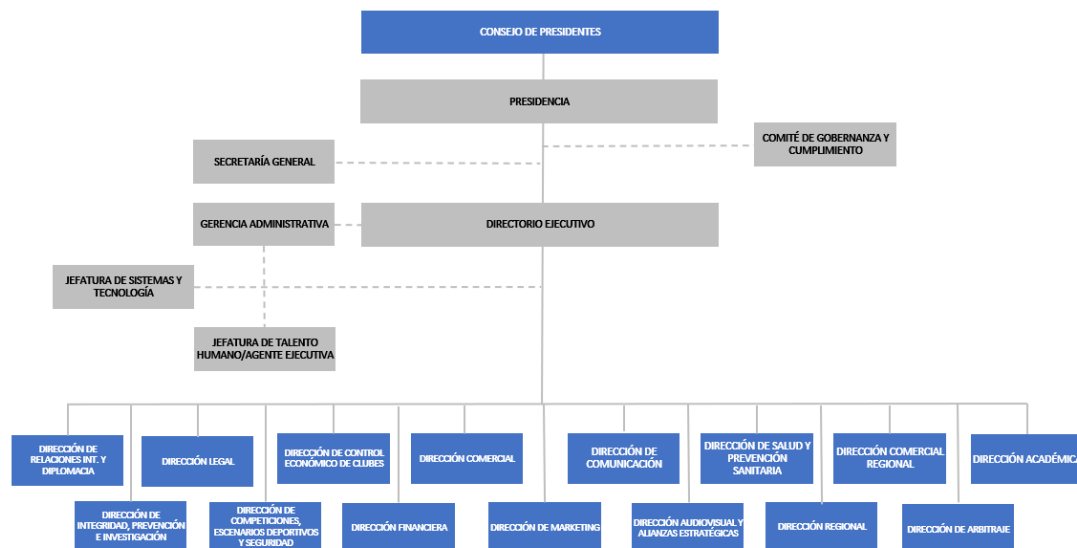 CONSEJO DE PRESIDENTES
PRESIDENCIA
COMITÉ DE GOBERNANZA Y
CUMPLIMIENTO
SECRETARÍA GENERAL
GERENCIA ADMINISTRATIVA
DIRECTORIO EJECUTIVO
JEFATURA DE SISTEMAS Y
TECNOLOGÍA
JEFATURA DE TALENTO
HUMANO/AGENTE EJECUTIVA
DIRECCIÓN DE
RELACIONES INT. Y
DIPLOMACIA
DIRECCIÓN LEGAL
DIRECCIÓN DE CONTROL
ECONÓMICO DE CLUBES
DIRECCIÓN COMERCIAL
DIRECCIÓN DE
COMUNICACIÓN
DIRECCIÓN DE SALUD Y
PREVENCIÓN
SANITARIA
DIRECCIÓN COMERCIAL
REGIONAL
DIRECCIÓN ACADÉMICA
DIRECCIÓN DE
INTEGRIDAD, PREVENCIÓN
E INVESTIGACIÓN
DIRECCIÓN DE
COMPETICIONES,
ESCENARIOS DEPORTIVOS
Y SEGURIDAD
DIRECCIÓN FINANCIERA
DIRECCIÓN DE MARKETING
DIRECCIÓN AUDIOVISUAL Y
ALIANZAS ESTRATÉGICAS
DIRECCIÓN REGIONAL
DIRECCIÓN DE ARBITRAJE